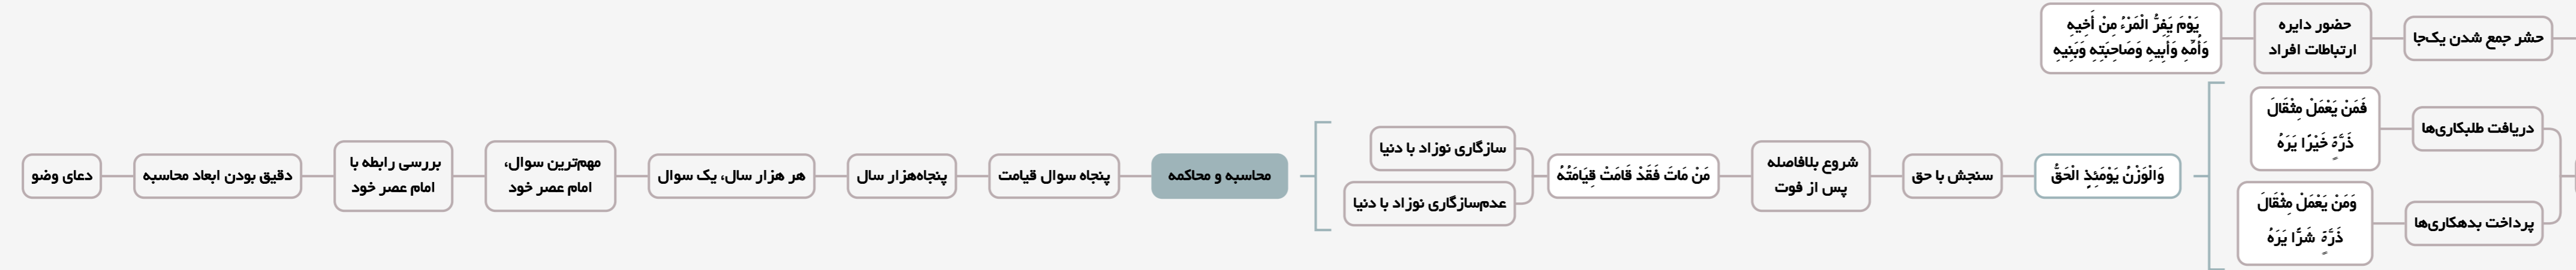 حشر جمع شدن یک‌جا
حضور دایره
ارتباطات افراد
يَوْمَ يَفِرُّ الْمَرْءُ مِنْ أَخِيهِ
وَأُمِّهِ وَأَبِيهِ وَصَاحِبَتِهِ وَبَنِيهِ
دریافت طلبکاری‌ها
فَمَنْ يَعْمَلْ مِثْقَالَ
ذَرَّةٍ خَيْرًا يَرَهُ
پرداخت بدهکاری‌ها
وَمَنْ يَعْمَلْ مِثْقَالَ
ذَرَّةٍ شَرًّا يَرَهُ
وَالْوَزْنُ يَوْمَئِذٍ الْحَقُّ
سنجش با حق
شروع بلافاصله
پس از فوت
مَنْ مَاتَ فَقَدْ قَامَتْ قِيَامَتُهُ
سازگاری نوزاد با دنیا
عدم‌سازگاری نوزاد با دنیا
محاسبه و محاکمه
پنجاه سوال قیامت
پنجاه‌هزار سال
هر هزار سال، یک سوال
مهم‌ترین سوال،
امام عصر خود
بررسی رابطه با
امام عصر خود
دقیق بودن ابعاد محاسبه
دعای وضو